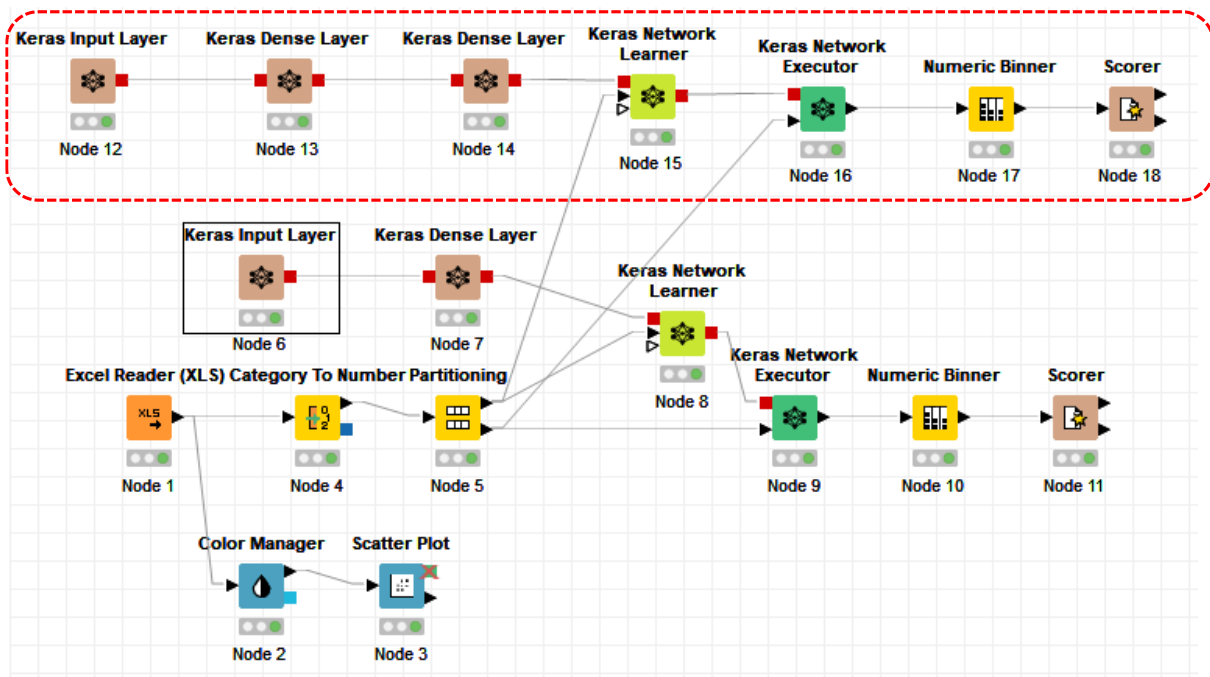 Keras Input Layer Keras Dense Layer Keras Dense Layer Keras Network Learner Keras Network Executor Numeric Binner Scorer
Node 12 Node 13 Node 14 Node 15 Node 16 Node 17 Node 18
Keras Input Layer Keras Dense Layer Keras Network Learner
Node 6 Node 7 Node 8
Excel Reader (XLS) Category To Number Partitioning Keras Network Executor Numeric Binner Scorer
XLS
0
1
2
Node 1 Node 4 Node 5 Node 9 Node 10 Node 11
Color Manager Scatter Plot
Node 2 Node 3